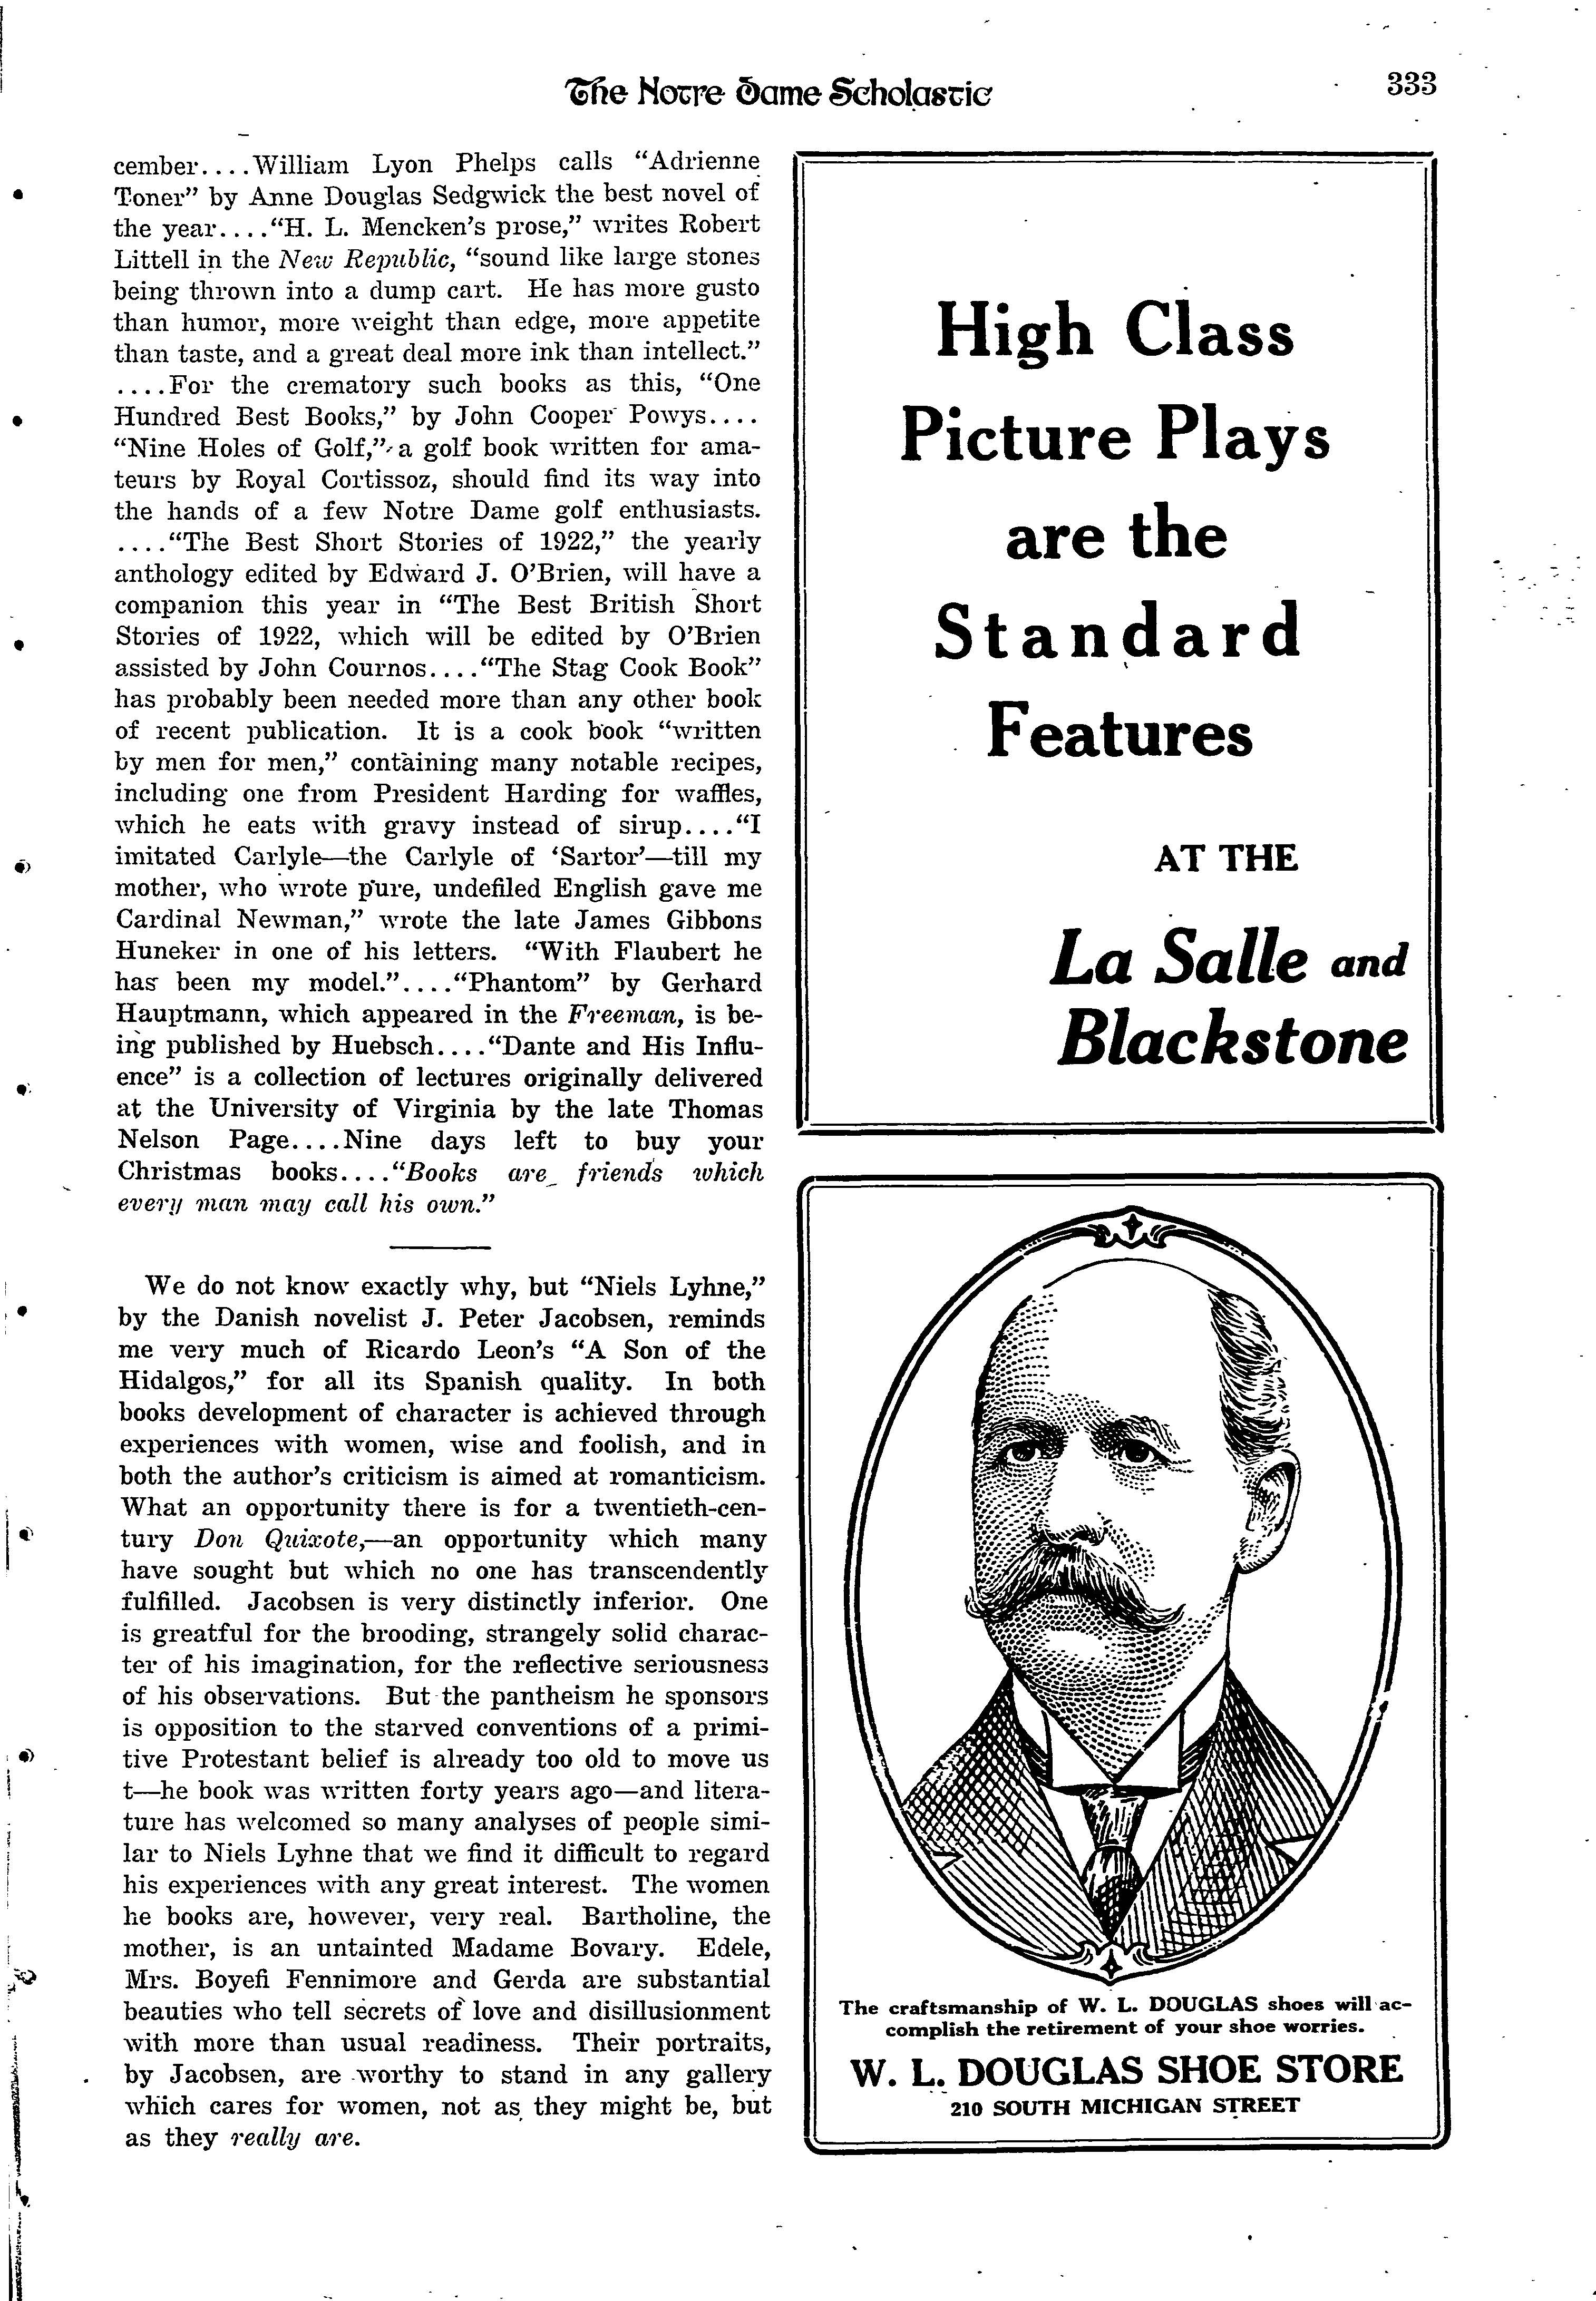 The Notre Dame Scholastic
333
cember....William Lyon Phelps calls “Adrienne
Toner” by Anne Douglas Sedgwick the best novel of
the year....“H. L. Mencken’s prose,” writes Robert
Littell in the New Republic, “sound like large stones
being thrown into a dump cart. He has more gusto
than humor, more weight than edge, more appetite
than taste, and a great deal more ink than intellect.”
....For the crematory such books as this, “One
Hundred Best Books,” by John Cooper Powys....
“Nine Holes of Golf,” a golf book written for ama-
teurs by Royal Cortissoz, should find its way into
the hands of a few Notre Dame golf enthusiasts.
....“The Best Short Stories of 1922,” the yearly
anthology edited by Edward J. O’Brien, will have a
companion this year in “The Best British Short
Stories of 1922, which will be edited by O’Brien
assisted by John Cournos....“The Stag Cook Book”
has probably been needed more than any other book
of recent publication. It is a cook book “written
by men for men,” containing many notable recipes,
including one from President Harding for waffles,
which he eats with gravy instead of sirup....“I
imitated Carlyle—the Carlyle of ‘Sartor’—till my
mother, who wrote pure, undefiled English gave me
Cardinal Newman,” wrote the late James Gibbons
Huneker in one of his letters. “With Flaubert he
has been my model.”....“Phantom” by Gerhard
Hauptmann, which appeared in the Freeman, is be-
ing published by Huebsch....“Dante and His Influ-
ence” is a collection of lectures originally delivered
at the University of Virginia by the late Thomas
Nelson Page....Nine days left to buy your
Christmas books....“Books are friends which
every man may call his own.”
We do not know exactly why, but “Niels Lyhne,”
by the Danish novelist J. Peter Jacobsen, reminds
me very much of Ricardo Leon’s “A Son of the
Hidalgos,” for all its Spanish quality. In both
books development of character is achieved through
experiences with women, wise and foolish, and in
both the author’s criticism is aimed at romanticism.
What an opportunity there is for a twentieth-cen-
tury Don Quixote,—an opportunity which many
have sought but which no one has transcendently
fulfilled. Jacobsen is very distinctly inferior. One
is greatful for the brooding, strangely solid charac-
ter of his imagination, for the reflective seriousness
of his observations. But the pantheism he sponsors
is opposition to the starved conventions of a primi-
tive Protestant belief is already too old to move us
t—he book was written forty years ago—and litera-
ture has welcomed so many analyses of people simi-
lar to Niels Lyhne that we find it difficult to regard
his experiences with any great interest. The women
he books are, however, very real. Bartholine, the
mother, is an untainted Madame Bovary. Edele,
Mrs. Boyefi Fennimore and Gerda are substantial
beauties who tell secrets of love and disillusionment
with more than usual readiness. Their portraits,
by Jacobsen, are worthy to stand in any gallery
which cares for women, not as they might be, but
as they really are.
High Class
Picture Plays
are the
Standard
Features
AT THE
La Salle and
Blackstone
The craftsmanship of W. L. DOUGLAS shoes will ac-
complish the retirement of your shoe worries.
W. L. DOUGLAS SHOE STORE
210 SOUTH MICHIGAN STREET